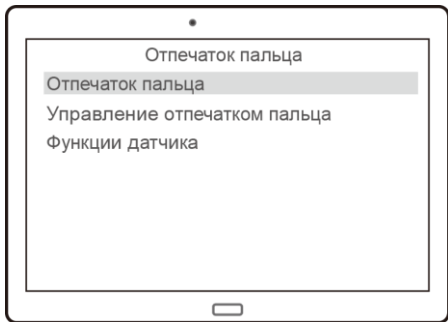 Отпечаток пальца
Отпечаток пальца
Управление отпечатком пальца
Функции датчика